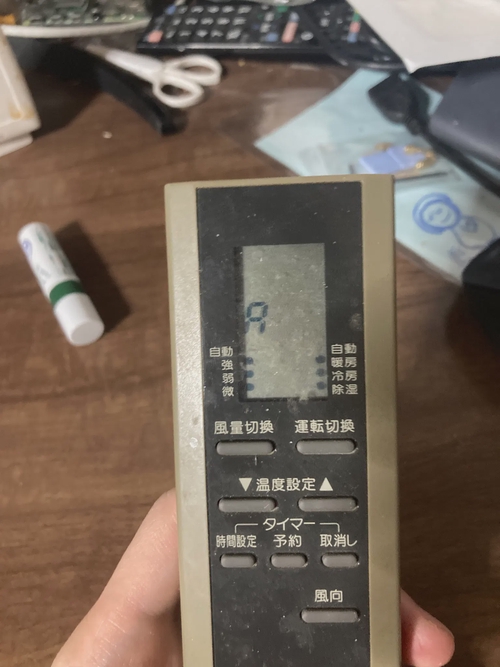 A
自動
強
弱
微
自動
暖房
冷房
除湿
風量切換 運転切換
▼温度設定▲
タイマー
時間設定 予約 取消し
風向